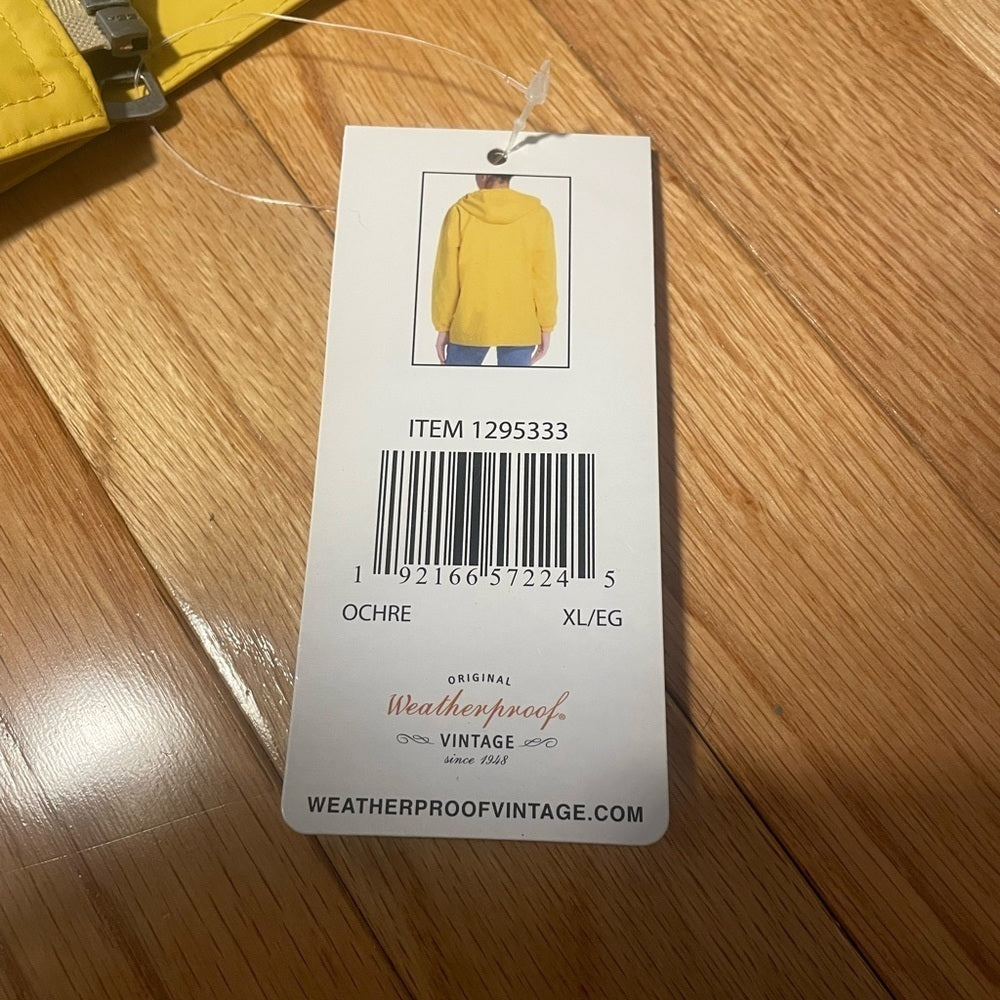 ITEM 1295333
1 92166 57224 5
OCHRE XL/EG
ORIGINAL
Weatherproof®
VINTAGE
since 1948
WEATHERPROOFVINTAGE.COM